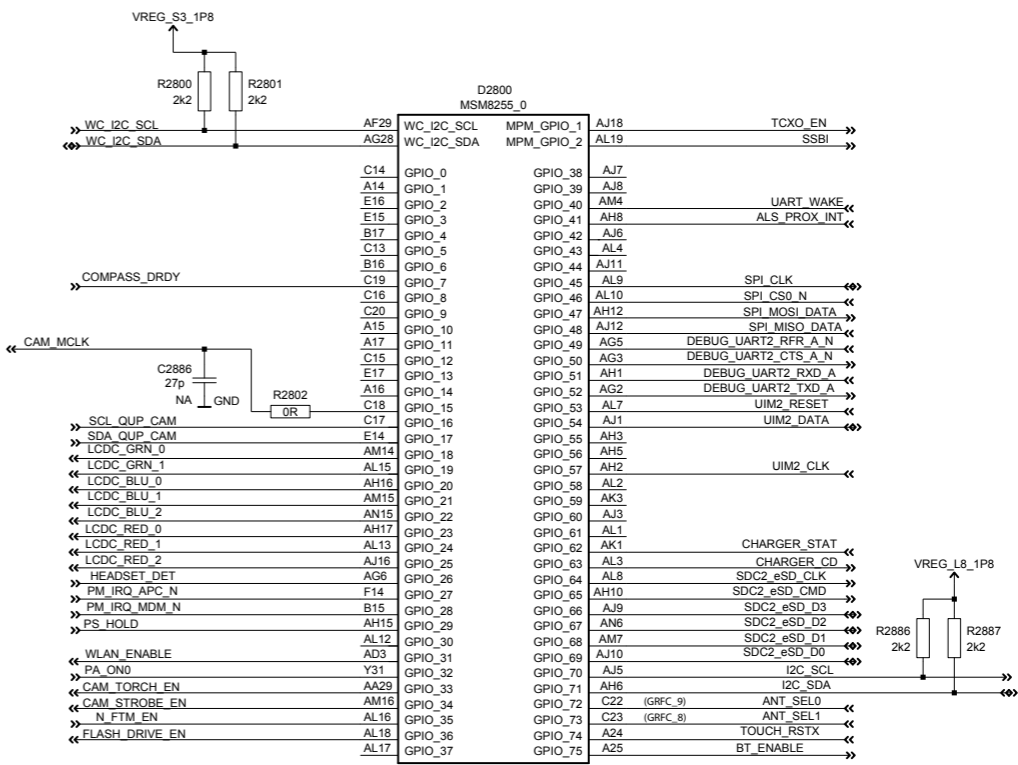 VREG_S3_1P8
R2800
2k2
R2801
2k2
D2800
MSM8255_0
WC_I2C_SCL AF29 WC_I2C_SCL MPM_GPIO_1 AJ18 TCXO_EN
WC_I2C_SDA AG28 WC_I2C_SDA MPM_GPIO_2 AL19 SSBI
C14 GPIO_0 GPIO_38 AJ7
A14 GPIO_1 GPIO_39 AJ8
E16 GPIO_2 GPIO_40 AM4 UART_WAKE
E15 GPIO_3 GPIO_41 AH8 ALS_PROX_INT
B17 GPIO_4 GPIO_42 AJ6
C13 GPIO_5 GPIO_43 AL4
B16 GPIO_6 GPIO_44 AJ11
COMPASS_DRDY C19 GPIO_7 GPIO_45 AL9 SPI_CLK
C16 GPIO_8 GPIO_46 AL10 SPI_CS0_N
C20 GPIO_9 GPIO_47 AH12 SPI_MOSI_DATA
A15 GPIO_10 GPIO_48 AJ12 SPI_MISO_DATA
CAM_MCLK A17 GPIO_11 GPIO_49 AG5 DEBUG_UART2_RFR_A_N
C15 GPIO_12 GPIO_50 AG3 DEBUG_UART2_CTS_A_N
C2886
27p
NA
GND
E17 GPIO_13 GPIO_51 AH1 DEBUG_UART2_RXD_A
A16 GPIO_14 GPIO_52 AG2 DEBUG_UART2_TXD_A
R2802
0R
C18 GPIO_15 GPIO_53 AL7 UIM2_RESET
SCL_QUP_CAM C17 GPIO_16 GPIO_54 AJ1 UIM2_DATA
SDA_QUP_CAM E14 GPIO_17 GPIO_55 AH3
LCDC_GRN_0 AM14 GPIO_18 GPIO_56 AH5
LCDC_GRN_1 AL15 GPIO_19 GPIO_57 AH2 UIM2_CLK
LCDC_BLU_0 AH16 GPIO_20 GPIO_58 AL2
LCDC_BLU_1 AM15 GPIO_21 GPIO_59 AK3
LCDC_BLU_2 AN15 GPIO_22 GPIO_60 AJ3
LCDC_RED_0 AH17 GPIO_23 GPIO_61 AL1
LCDC_RED_1 AL13 GPIO_24 GPIO_62 AK1 CHARGER_STAT
LCDC_RED_2 AJ16 GPIO_25 GPIO_63 AL3 CHARGER_CD
VREG_L8_1P8
HEADSET_DET AG6 GPIO_26 GPIO_64 AL8 SDC2_eSD_CLK
PM_IRQ_APC_N F14 GPIO_27 GPIO_65 AH10 SDC2_eSD_CMD
PM_IRQ_MDM_N B15 GPIO_28 GPIO_66 AJ9 SDC2_eSD_D3
PS_HOLD AH15 GPIO_29 GPIO_67 AN6 SDC2_eSD_D2
R2886
2k2
R2887
2k2
AL12 GPIO_30 GPIO_68 AM7 SDC2_eSD_D1
WLAN_ENABLE AD3 GPIO_31 GPIO_69 AJ10 SDC2_eSD_D0
PA_ON0 Y31 GPIO_32 GPIO_70 AJ5 I2C_SCL
CAM_TORCH_EN AA29 GPIO_33 GPIO_71 AH6 I2C_SDA
CAM_STROBE_EN AM16 GPIO_34 GPIO_72 C22 (GRFC_9) ANT_SEL0
N_FTM_EN AL16 GPIO_35 GPIO_73 C23 (GRFC_8) ANT_SEL1
FLASH_DRIVE_EN AL18 GPIO_36 GPIO_74 A24 TOUCH_RSTX
AL17 GPIO_37 GPIO_75 A25 BT_ENABLE